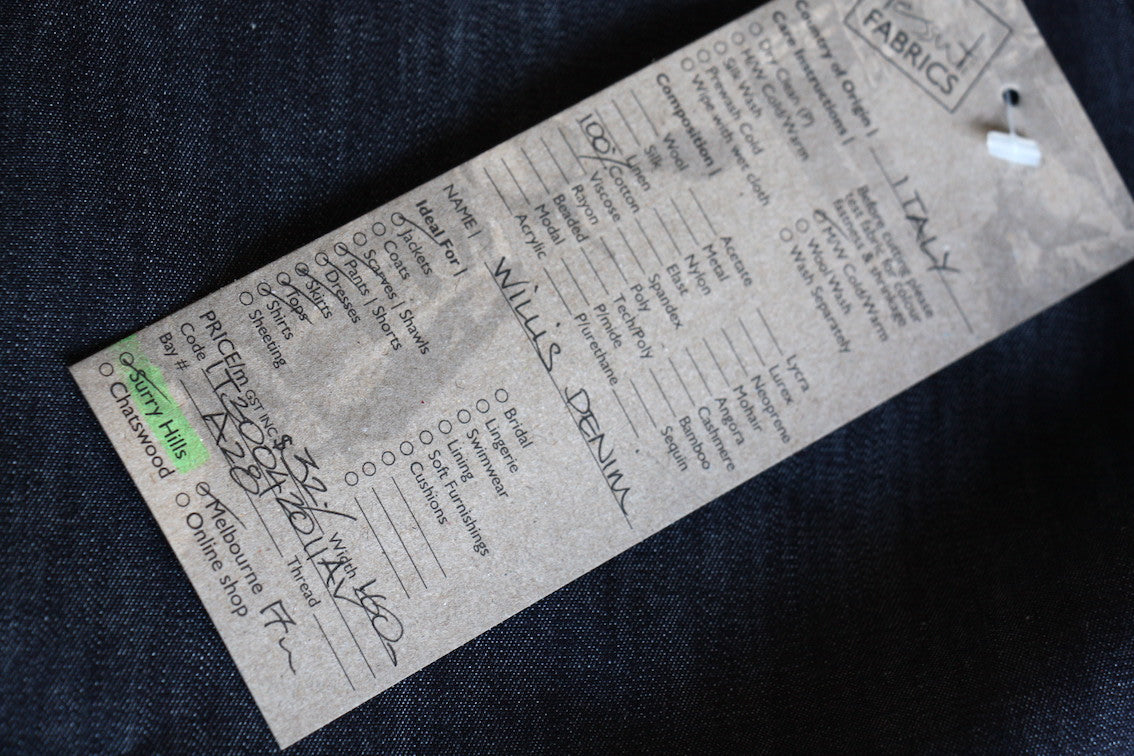 FABRICS
Country of Origin | ITALY
Care Instructions |
Dry Clean (P)
H/W Cold/Warm
Silk Wash
Prewash Cold
Wipe with wet cloth
Before cutting please
test fabric for colour
fastness & shrinkage
M/W Cold/Warm
Wool Wash
Wash Separately
Composition |
Wool
Silk
Linen
100% Cotton
Viscose
Rayon
Beaded
Modal
Acrylic
Acetate
Metal
Nylon
Elast
Spandex
Poly
Tech/Poly
P/mide
P/urethane
Lycra
Lurex
Neoprene
Mohair
Angora
Cashmere
Bamboo
Sequin
NAME | WILLIS DENIM
Ideal For |
Jackets
Coats
Scarves | Shawls
Pants | Shorts
Dresses
Skirts
Tops
Shirts
Sheeting
Bridal
Lingerie
Swimwear
Lining
Soft Furnishings
Cushions
PRICE/m GST INC $32./ Width 160
Code LT20042011AV
Bay # A281 Thread
Surry Hills
Chatswood
Melbourne
Online shop